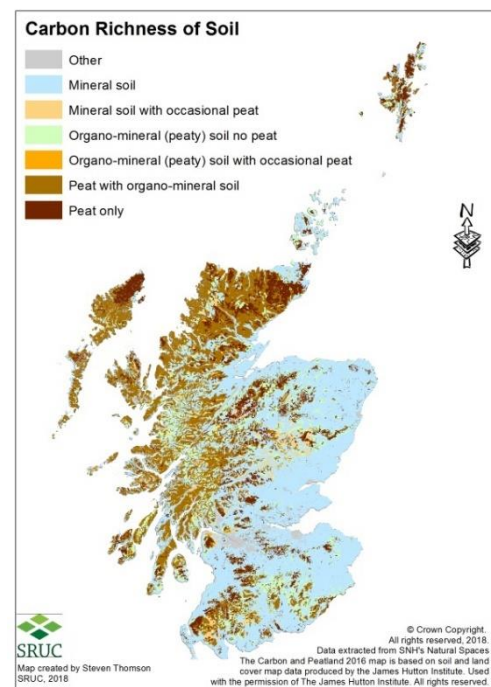 Carbon Richness of Soil
Other
Mineral soil
Mineral soil with occasional peat
Organo-mineral (peaty) soil no peat
Organo-mineral (peaty) soil with occasional peat
Peat with organo-mineral soil
Peat only
N
SRUC
Map created by Steven Thomson
SRUC, 2018
© Crown Copyright.
All rights reserved, 2018.
Data extracted from SNH's Natural Spaces
The Carbon and Peatland 2016 map is based on soil and land
cover map data produced by the James Hutton Institute. Used
with the permission of The James Hutton Institute. All rights reserved.